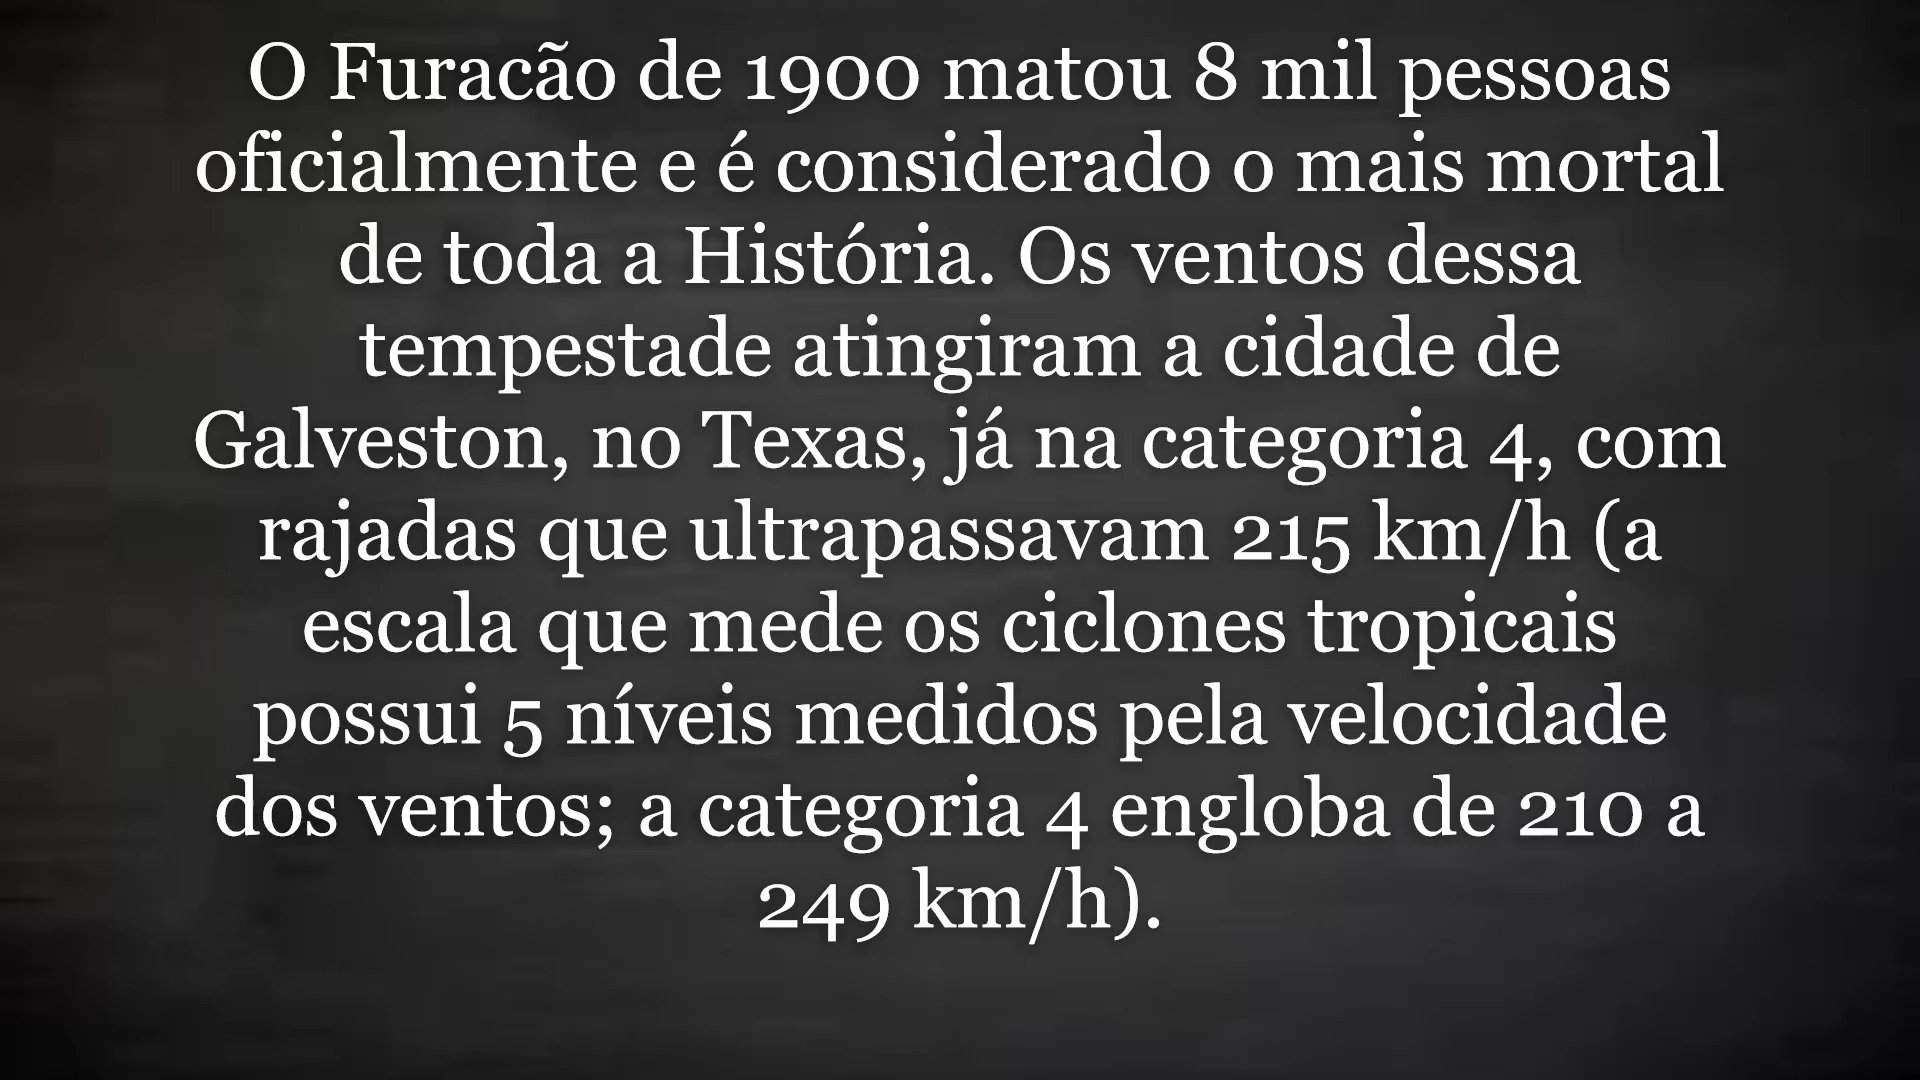 O Furacão de 1900 matou 8 mil pessoas
oficialmente e é considerado o mais mortal
de toda a História. Os ventos dessa
tempestade atingiram a cidade de
Galveston, no Texas, já na categoria 4, com
rajadas que ultrapassavam 215 km/h (a
escala que mede os ciclones tropicais
possui 5 níveis medidos pela velocidade
dos ventos; a categoria 4 engloba de 210 a
249 km/h).